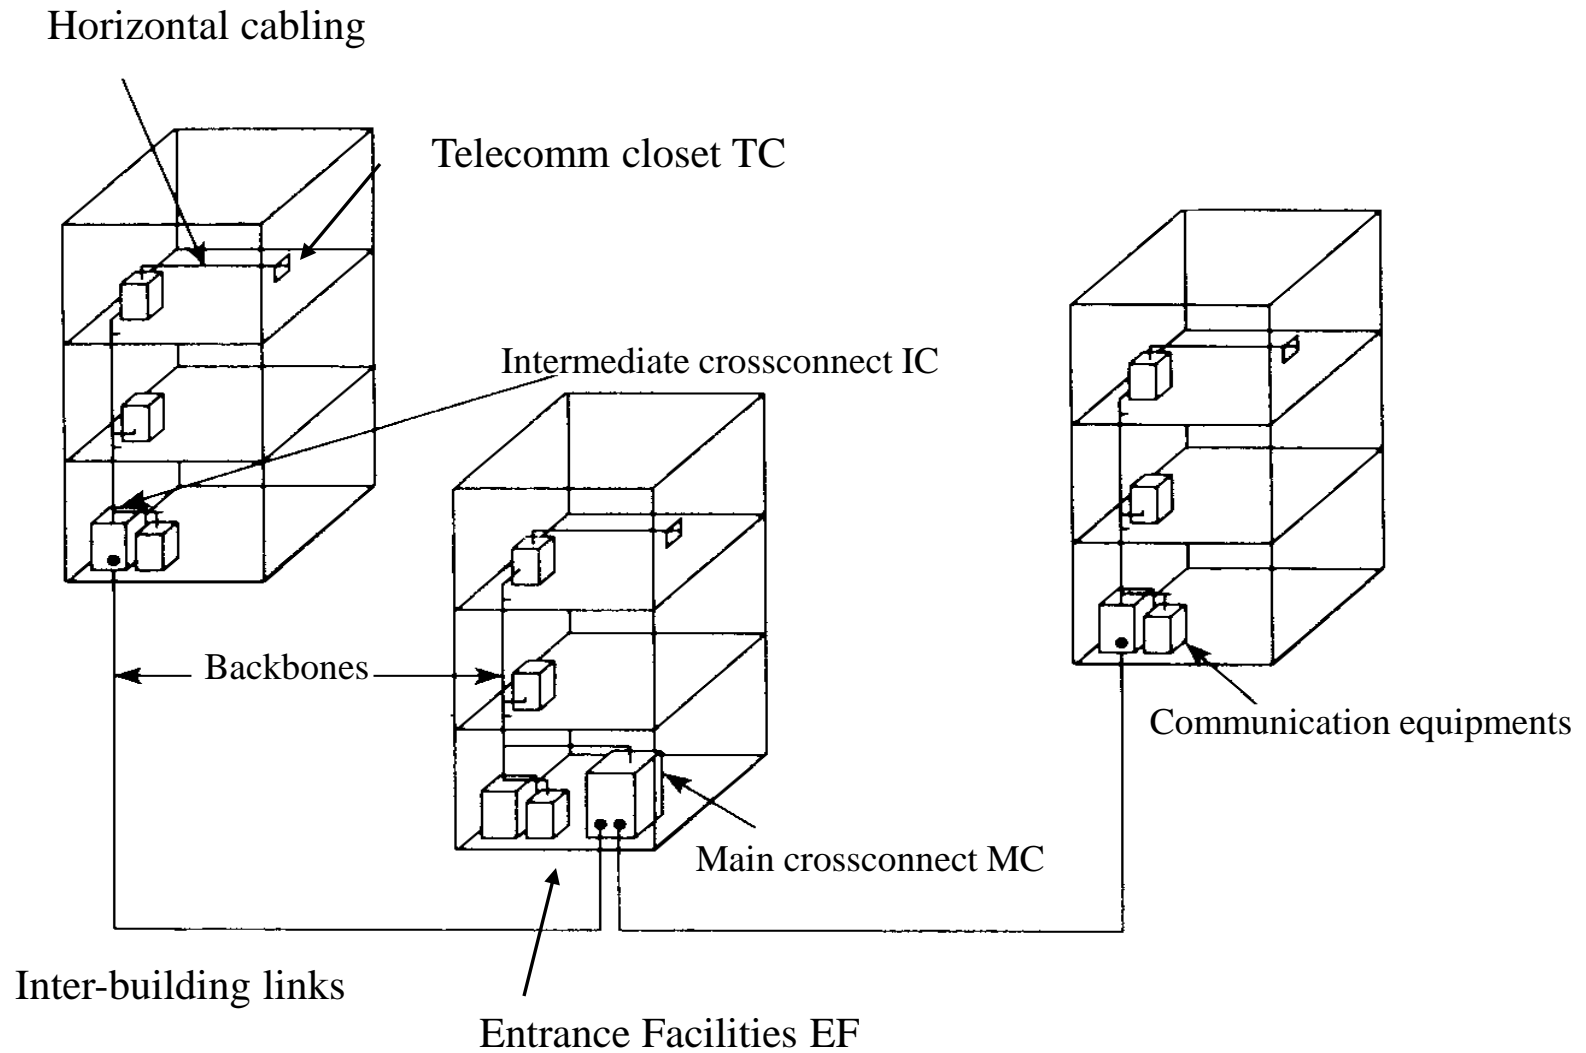 Horizontal cabling
Telecomm closet TC
Intermediate crossconnect IC
Backbones
Communication equipments
Main crossconnect MC
Inter-building links
Entrance Facilities EF